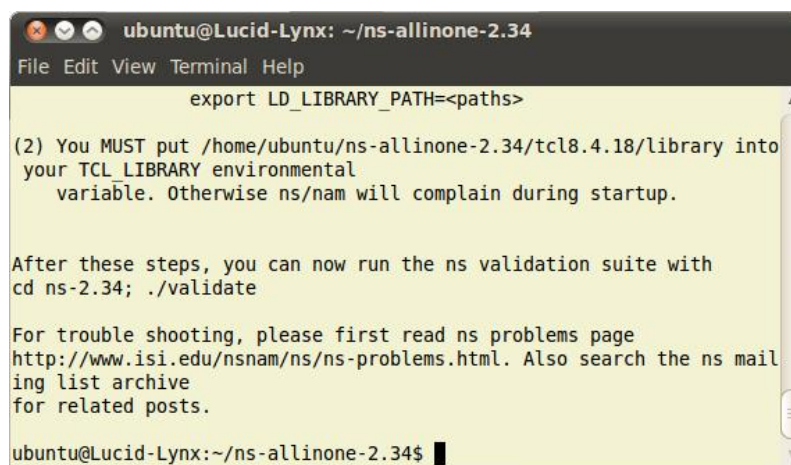 ubuntu@Lucid-Lynx: ~/ns-allinone-2.34
File Edit View Terminal Help
export LD_LIBRARY_PATH=<paths>
(2) You MUST put /home/ubuntu/ns-allinone-2.34/tcl8.4.18/library into
your TCL_LIBRARY environmental
variable. Otherwise ns/nam will complain during startup.
After these steps, you can now run the ns validation suite with
cd ns-2.34; ./validate
For trouble shooting, please first read ns problems page
http://www.isi.edu/nsnam/ns/ns-problems.html. Also search the ns mail
ing list archive
for related posts.
ubuntu@Lucid-Lynx:~/ns-allinone-2.34$